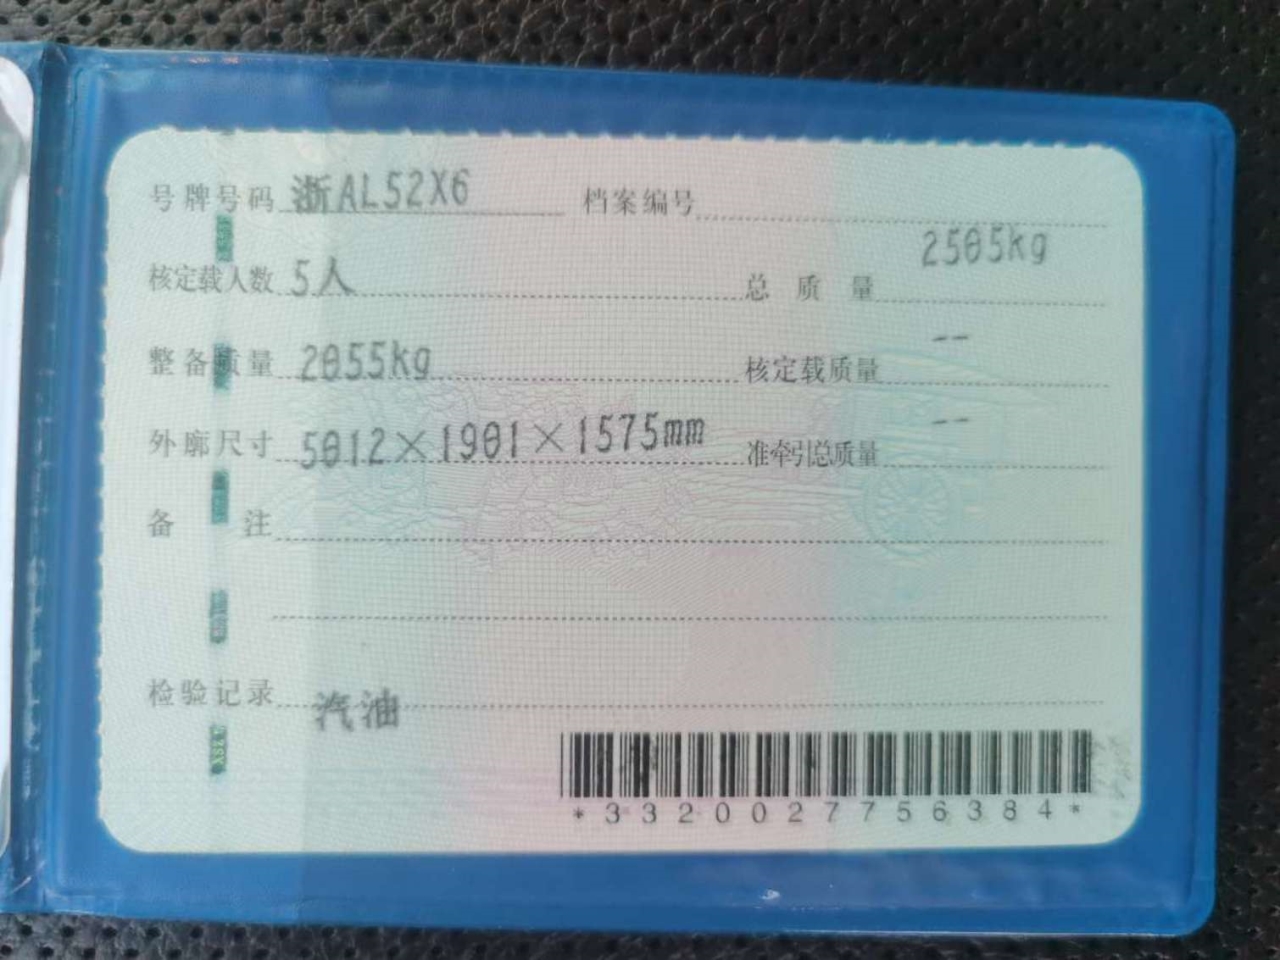 号牌号码 浙AL52X6 档案编号
核定载人数 5人 总质量 2505kg
整备质量 2055kg 核定载质量 --
外廓尺寸 5012×1901×1575mm 准牵引总质量 --
备注
检验记录 汽油
*3320027756384*